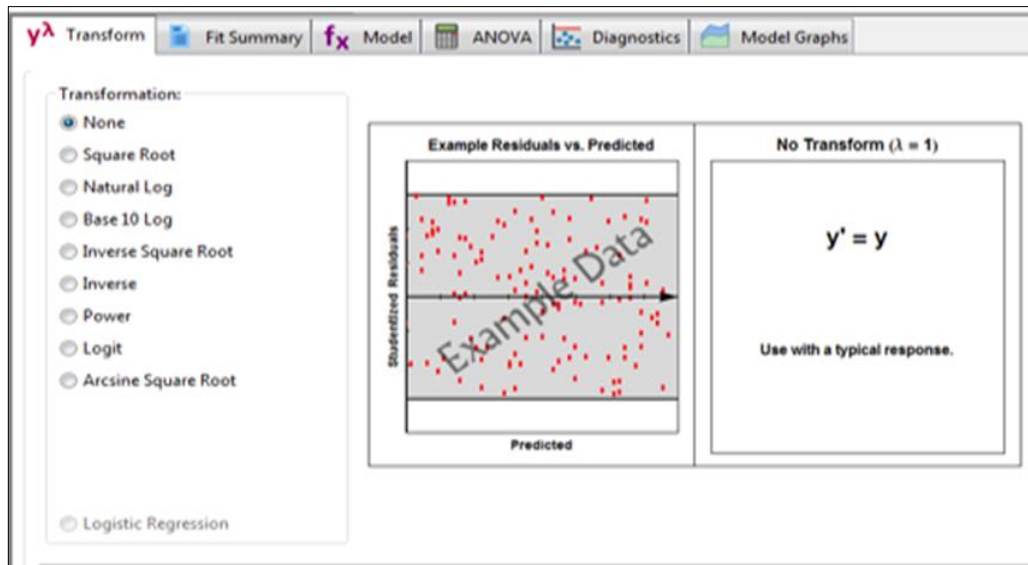 yλ Transform
Fit Summary
fx Model
ANOVA
Diagnostics
Model Graphs
Transformation:
None
Square Root
Natural Log
Base 10 Log
Inverse Square Root
Inverse
Power
Logit
Arcsine Square Root
Logistic Regression
Example Residuals vs. Predicted
Studentized Residuals
Example Data
Predicted
No Transform (λ = 1)
y' = y
Use with a typical response.